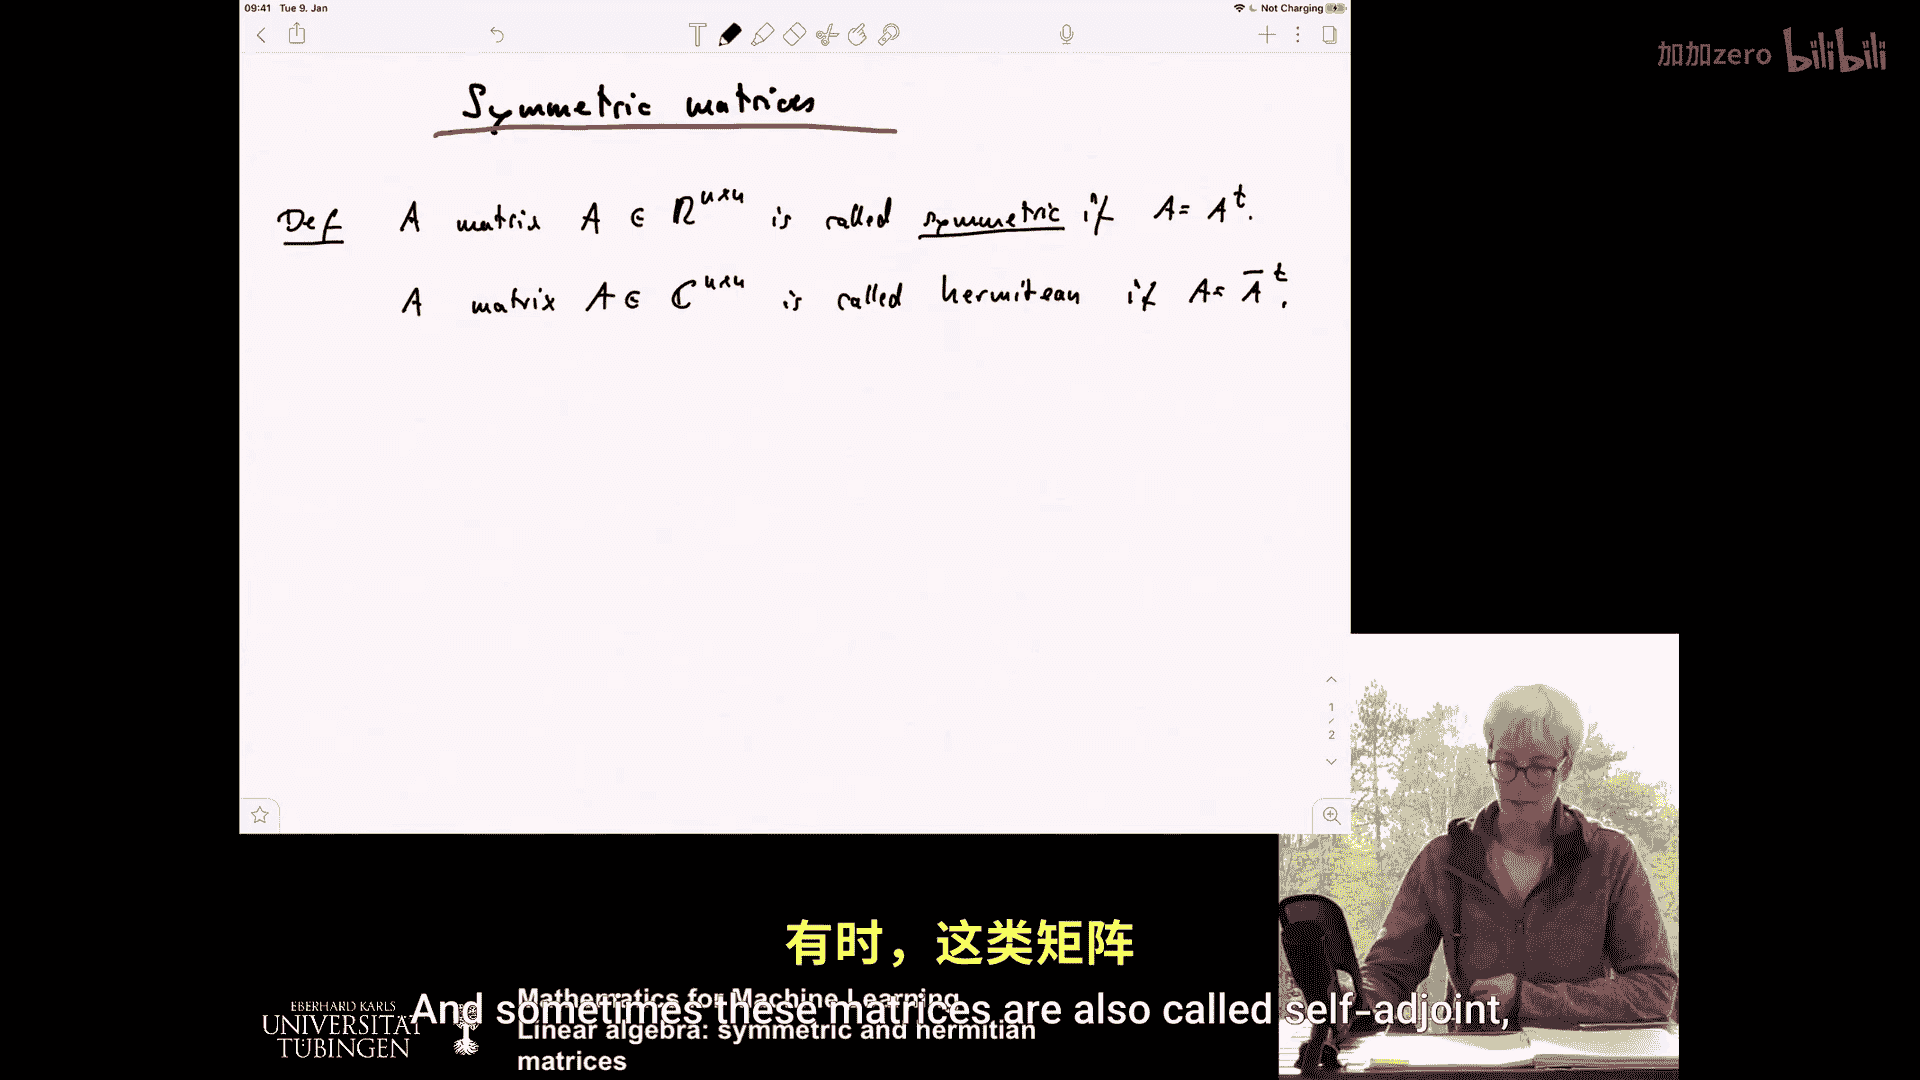 09:41 Tue 9. Jan
Not Charging
加加zero bilibili
T
Symmetric matrices
Def A matrix A ∈ ℝⁿˣⁿ is called symmetric if A = Aᵗ.
A matrix A ∈ ℂⁿˣⁿ is called hermitean if A = A̅ᵗ.
1
/
2
有时，这类矩阵
And sometimes these matrices are also called self-adjoint,
EBERHARD KARLS
UNIVERSITÄT
TÜBINGEN
Mathematics for Machine Learning
Linear algebra: symmetric and hermitian
matrices